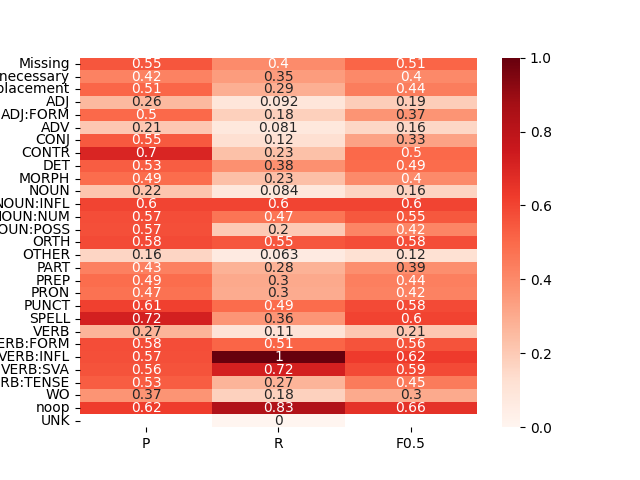 Missing 0.55 0.4 0.51 1.0
necessary 0.42 0.35 0.4
placement 0.51 0.29 0.44
ADJ 0.26 0.092 0.19
ADJ:FORM 0.5 0.18 0.37
ADV 0.21 0.081 0.16
CONJ 0.55 0.12 0.33 0.8
CONTR 0.7 0.23 0.5
DET 0.53 0.38 0.49
MORPH 0.49 0.23 0.4
NOUN 0.22 0.084 0.16
NOUN:INFL 0.6 0.6 0.6 0.6
NOUN:NUM 0.57 0.47 0.55
OUN:POSS 0.57 0.2 0.42
ORTH 0.58 0.55 0.58
OTHER 0.16 0.063 0.12
PART 0.43 0.28 0.39
PREP 0.49 0.3 0.44 0.4
PRON 0.47 0.3 0.42
PUNCT 0.61 0.49 0.58
SPELL 0.72 0.36 0.6
VERB 0.27 0.11 0.21
ERB:FORM 0.58 0.51 0.56
VERB:INFL 0.57 1 0.62 0.2
VERB:SVA 0.56 0.72 0.59
RB:TENSE 0.53 0.27 0.45
WO 0.37 0.18 0.3
noop 0.62 0.83 0.66
UNK 0 0.0
P R F0.5